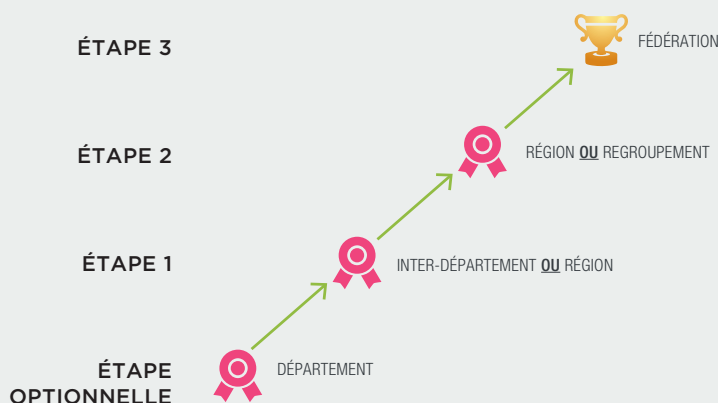 ÉTAPE 3
FÉDÉRATION
ÉTAPE 2
RÉGION OU REGROUPEMENT
ÉTAPE 1
INTER-DÉPARTEMENT OU RÉGION
ÉTAPE
OPTIONNELLE
DÉPARTEMENT